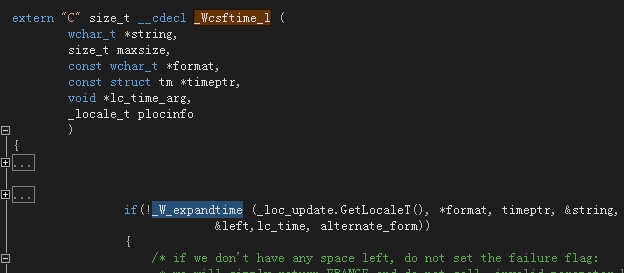 extern "C" size_t __cdecl _Wcsftime_l (
wchar_t *string,
size_t maxsize,
const wchar_t *format,
const struct tm *timeptr,
void *lc_time_arg,
_locale_t plocinfo
)
{
...
...
if(!_W_expandtime (_loc_update.GetLocaleT(), *format, timeptr, &string,
&left,lc_time, alternate_form))
{
/* if we don't have any space left, do not set the failure flag: